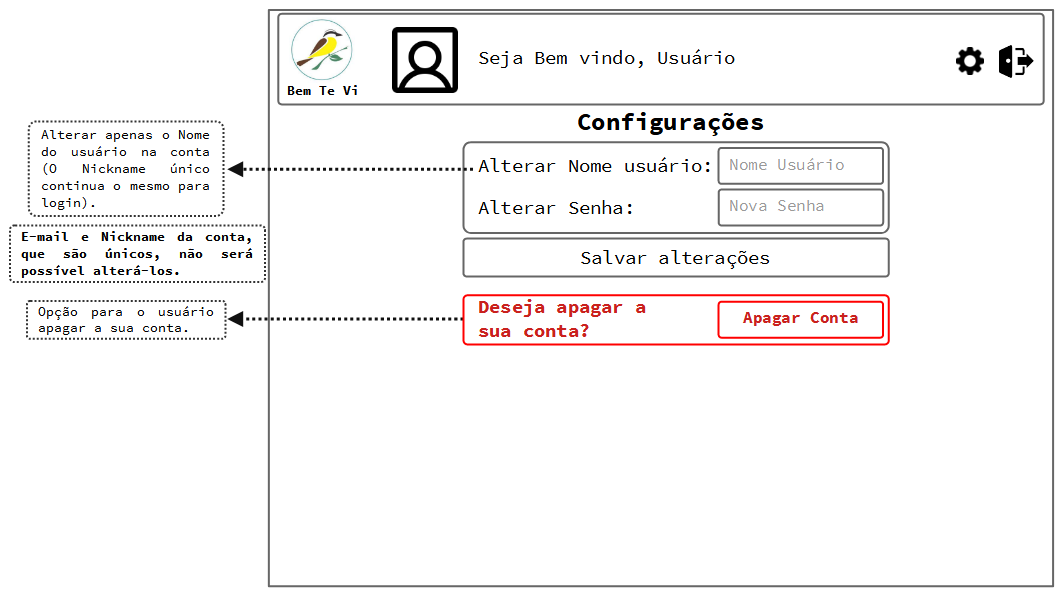 Bem Te Vi
Seja Bem vindo, Usuário
Configurações
Alterar Nome usuário:
Nome Usuário
Alterar Senha:
Nova Senha
Salvar alterações
Deseja apagar a
sua conta?
Apagar Conta
Alterar apenas o Nome
do usuário na conta
(O Nickname único
continua o mesmo para
login).
E-mail e Nickname da conta,
que são únicos, não será
possível alterá-los.
Opção para o usuário
apagar a sua conta.